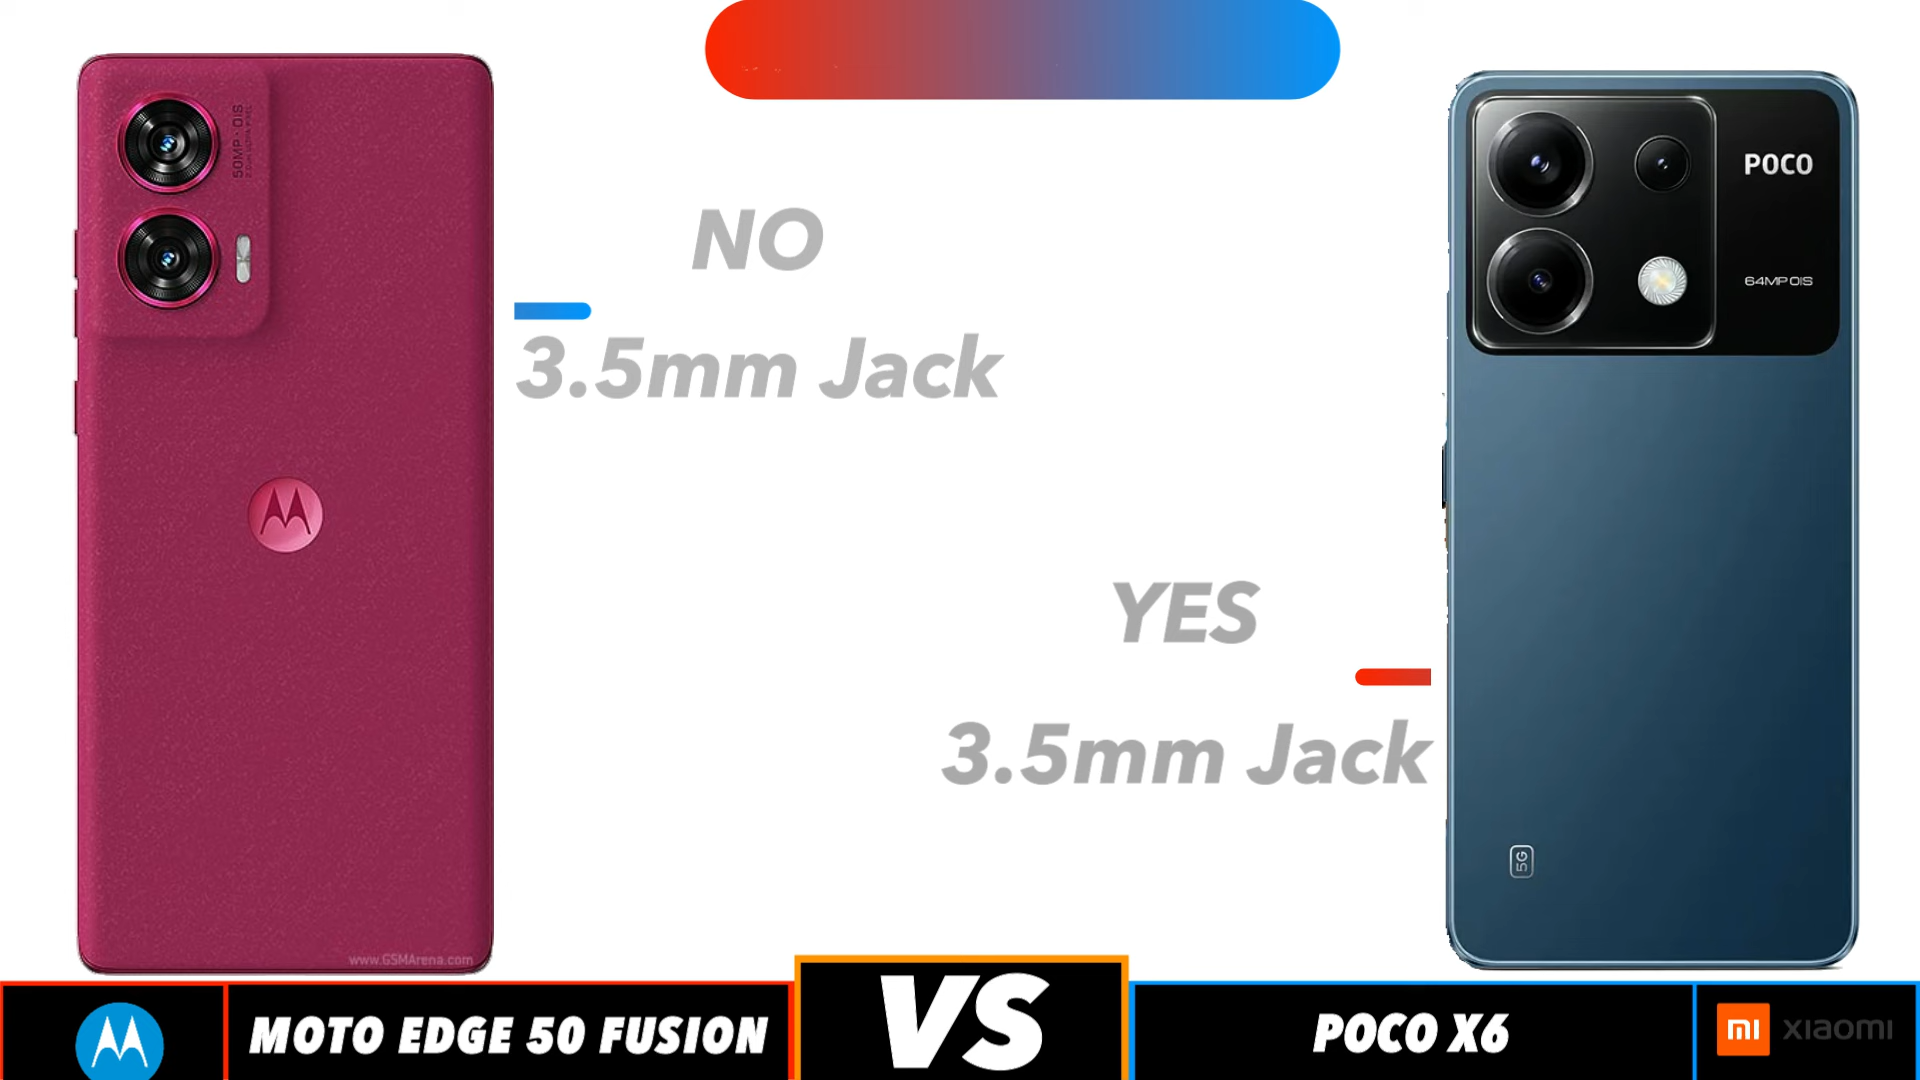 50MP · OIS
NO
3.5mm Jack
YES
3.5mm Jack
POCO
64MP OIS
5G
www.GSMArena.com
MOTO EDGE 50 FUSION
VS
POCO X6
mi xiaomi